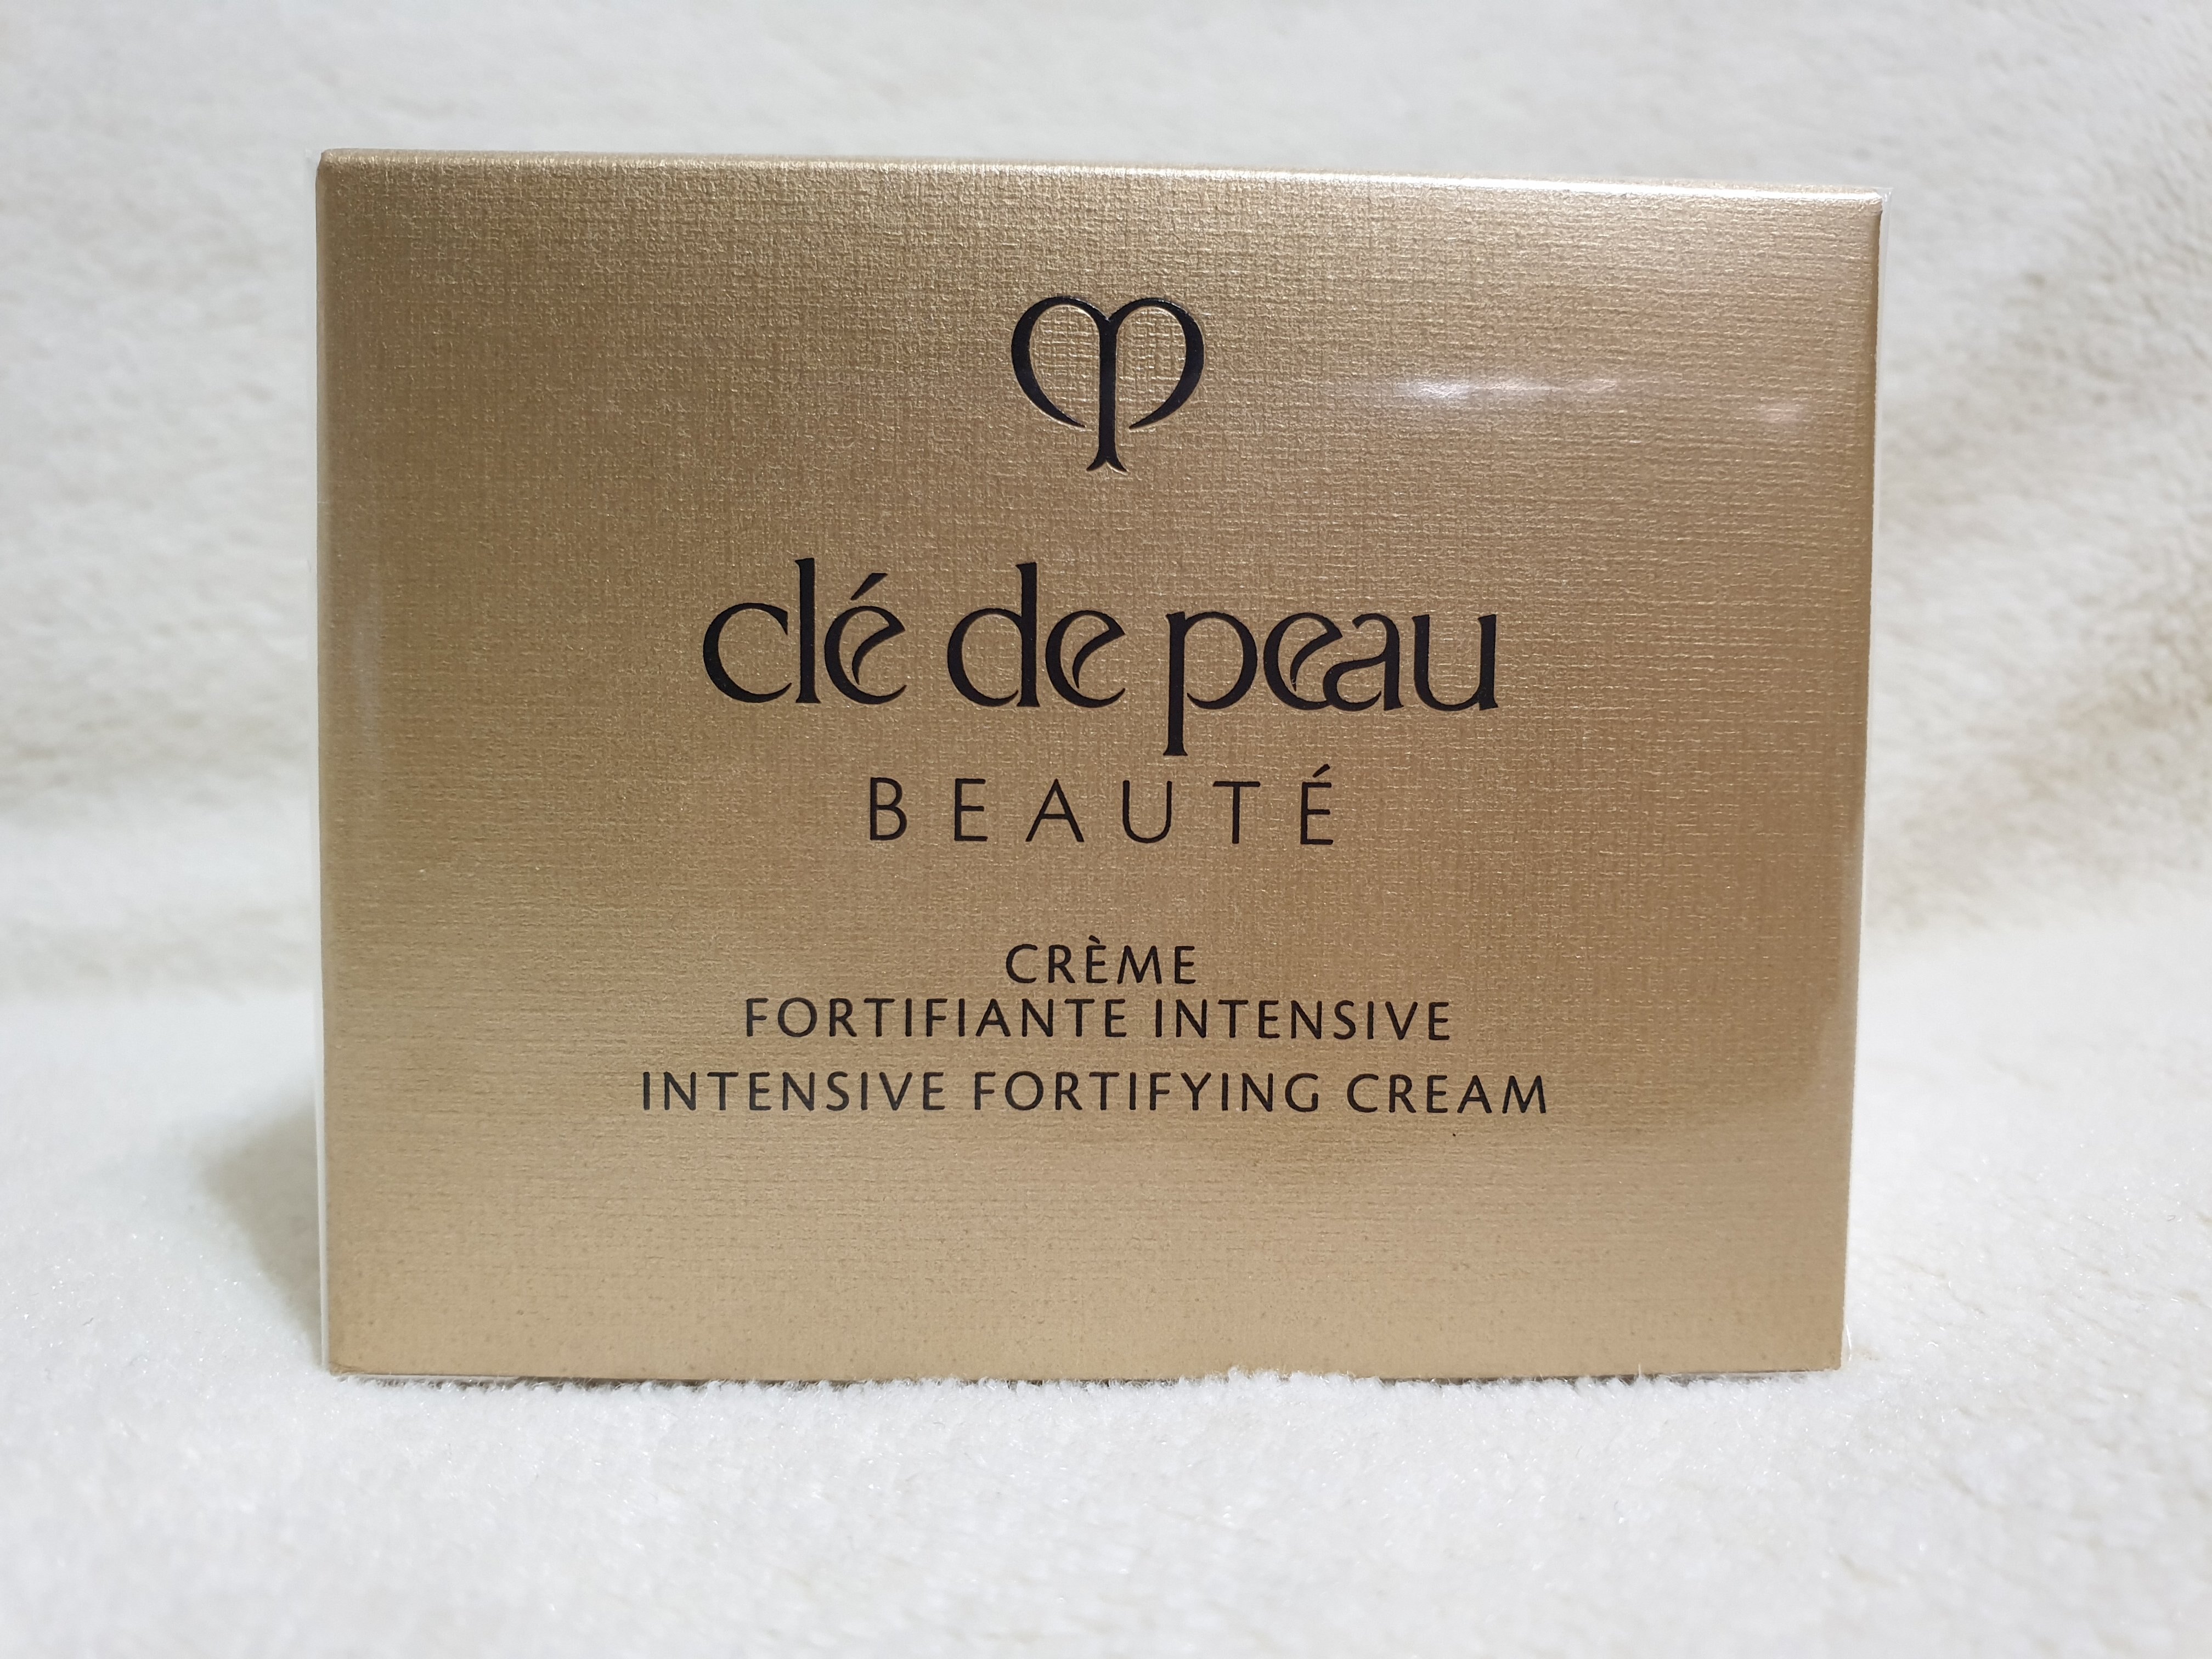 clé de peau
BEAUTÉ
CRÈME
FORTIFIANTE INTENSIVE
INTENSIVE FORTIFYING CREAM